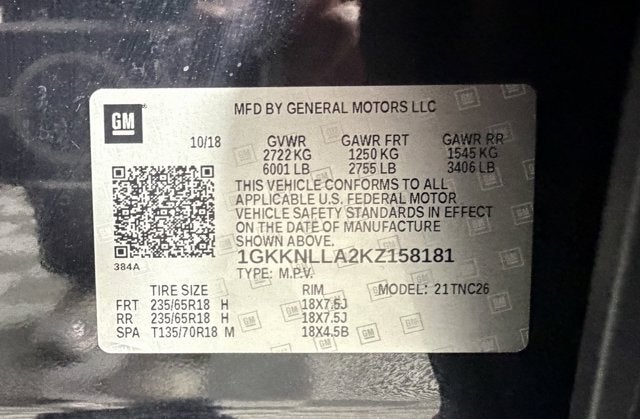 GM
MFD BY GENERAL MOTORS LLC
10/18 GVWR GAWR FRT GAWR RR
2722 KG 1250 KG 1545 KG
6001 LB 2755 LB 3406 LB
THIS VEHICLE CONFORMS TO ALL
APPLICABLE U.S. FEDERAL MOTOR
VEHICLE SAFETY STANDARDS IN EFFECT
ON THE DATE OF MANUFACTURE
SHOWN ABOVE.
384A
1GKKNLLA2KZ158181
TYPE: M.P.V.
TIRE SIZE RIM MODEL: 21TNC26
FRT 235/65R18 H 18X7.5J
RR 235/65R18 H 18X7.5J
SPA T135/70R18 M 18X4.5B